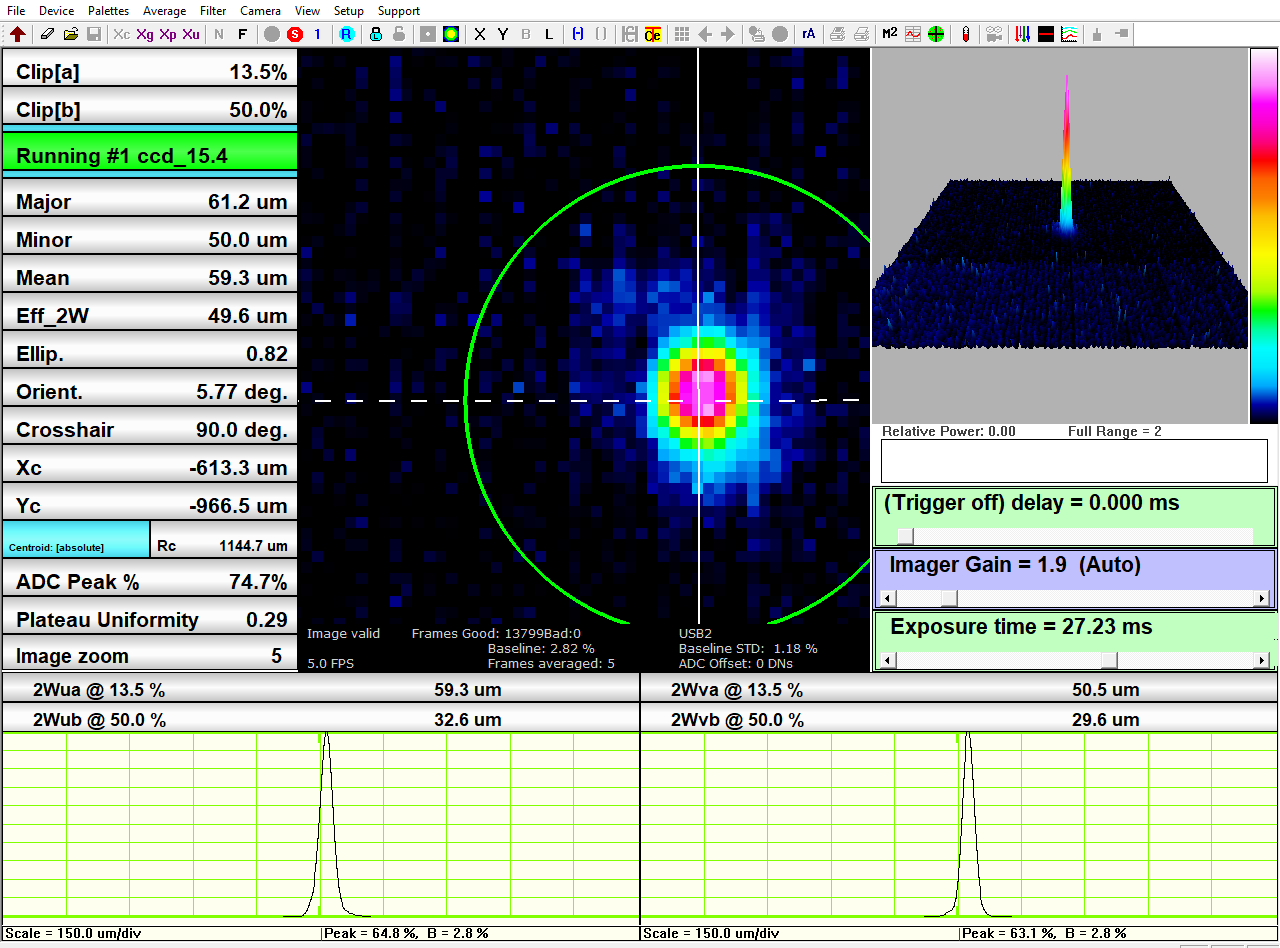 File Device Palettes Average Filter Camera View Setup Support
Xc Xg Xp Xu N F S 1 R X Y B L rA M²
Clip[a] 13.5%
Clip[b] 50.0%
Running #1 ccd_15.4
Major 61.2 um
Minor 50.0 um
Mean 59.3 um
Eff_2W 49.6 um
Ellip. 0.82
Orient. 5.77 deg.
Crosshair 90.0 deg.
Xc -613.3 um
Yc -966.5 um
Centroid: [absolute] Rc 1144.7 um
ADC Peak % 74.7%
Plateau Uniformity 0.29
Image zoom 5
Image valid Frames Good: 13799Bad:0 USB2
Baseline: 2.82 % Baseline STD: 1.18 %
5.0 FPS Frames averaged: 5 ADC Offset: 0 DNs
Relative Power: 0.00 Full Range = 2
(Trigger off) delay = 0.000 ms
Imager Gain = 1.9 (Auto)
Exposure time = 27.23 ms
2Wua @ 13.5 % 59.3 um
2Wub @ 50.0 % 32.6 um
2Wva @ 13.5 % 50.5 um
2Wvb @ 50.0 % 29.6 um
Scale = 150.0 um/div Peak = 64.8 %, B = 2.8 %
Scale = 150.0 um/div Peak = 63.1 %, B = 2.8 %